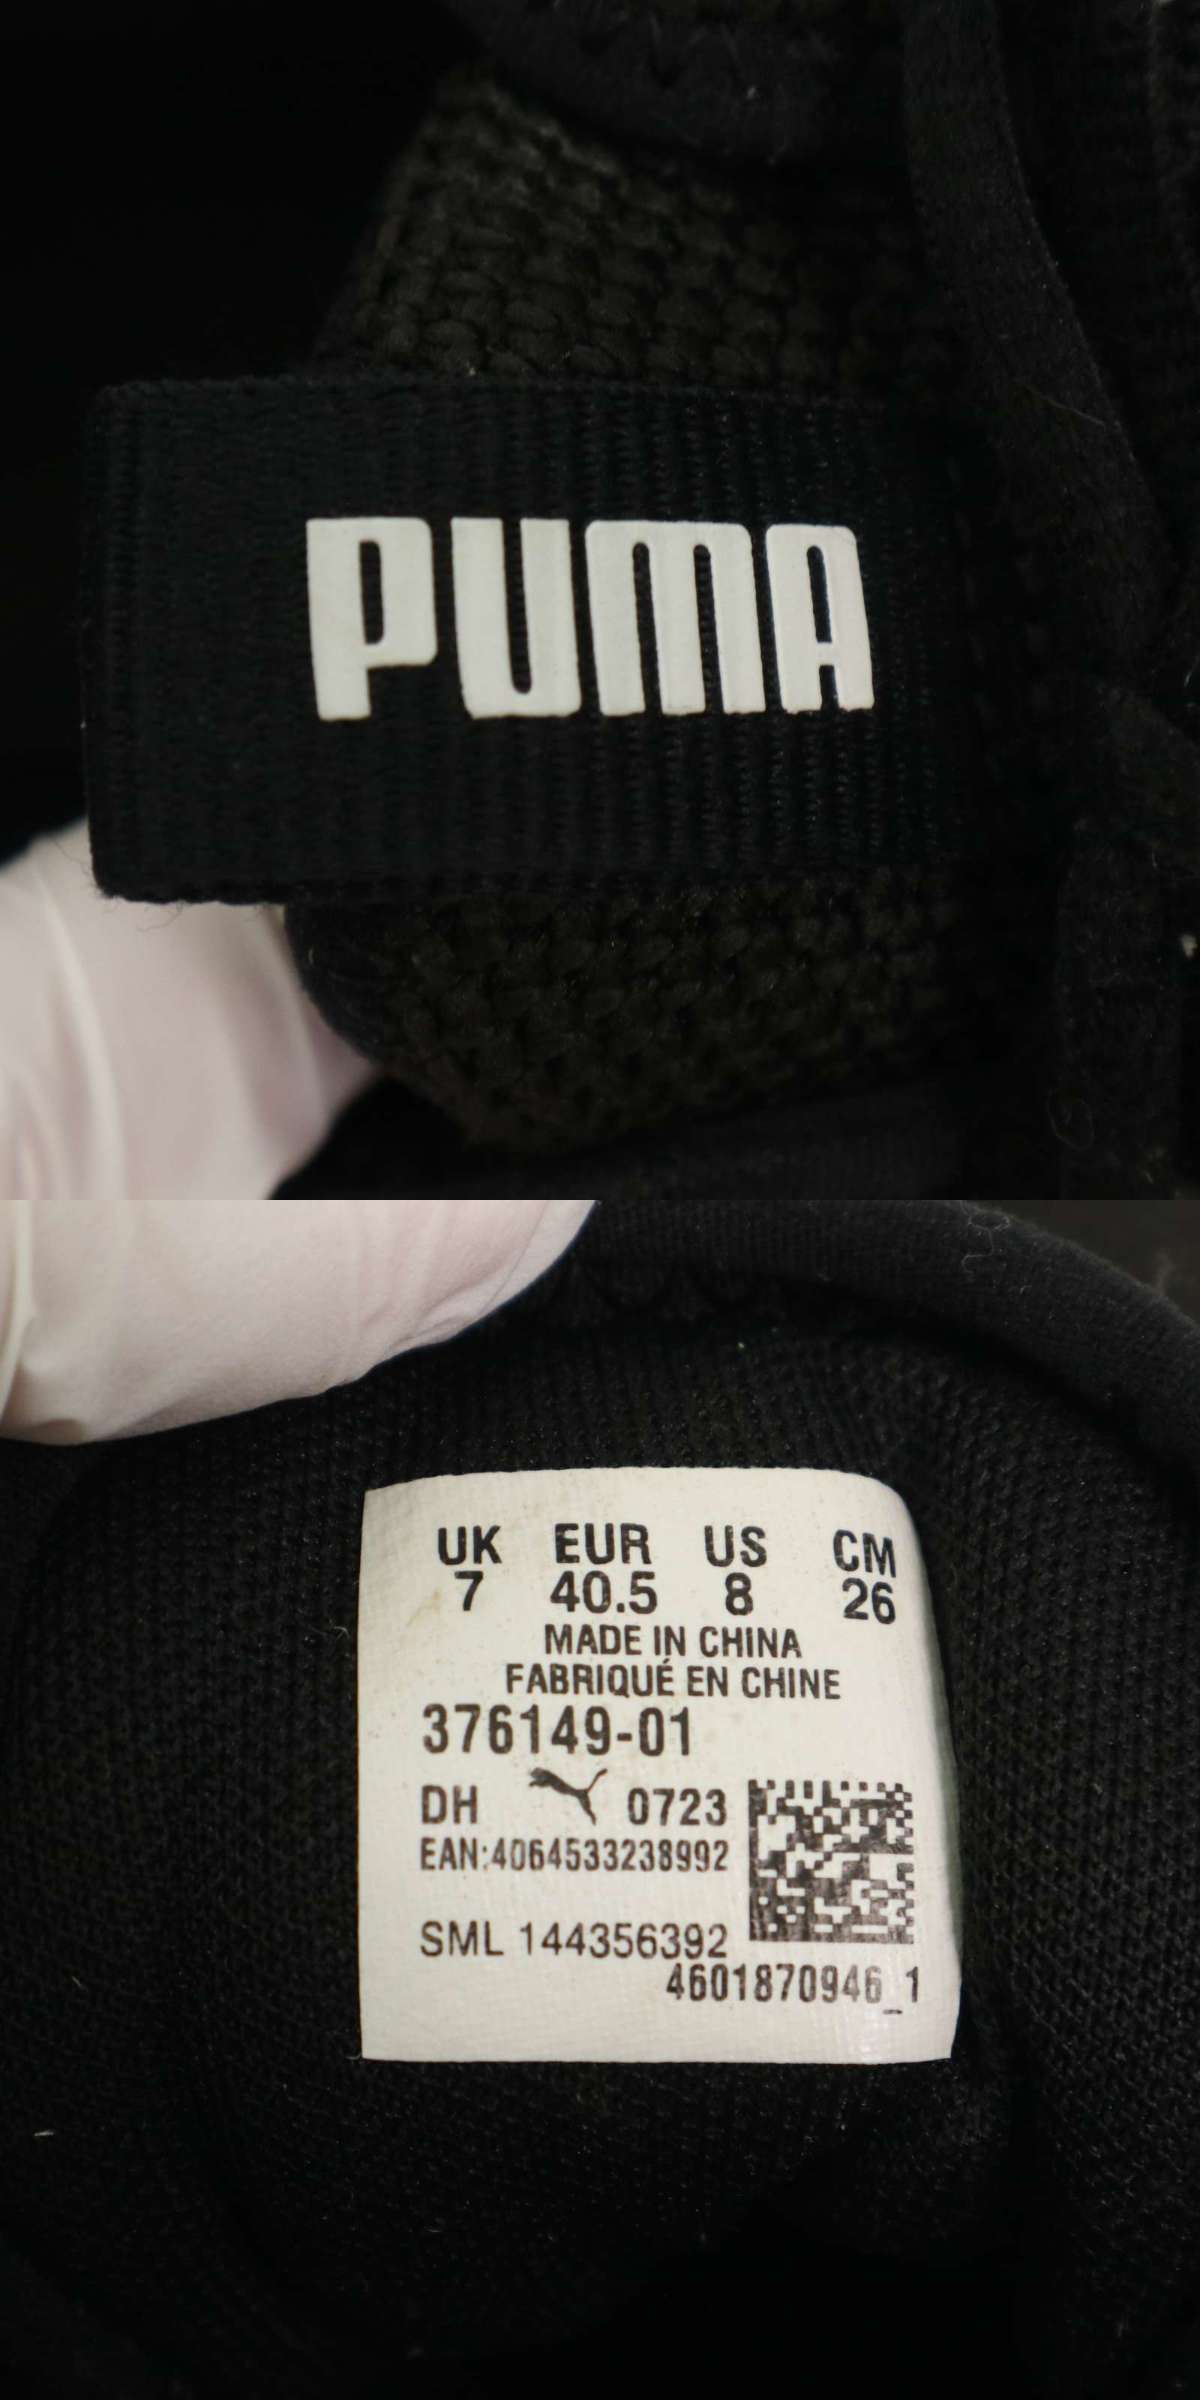 PUMA
UK EUR US CM
7 40.5 8 26
MADE IN CHINA
FABRIQUÉ EN CHINE
376149-01
DH 0723
EAN:4064533238992
SML 144356392
4601870946_1